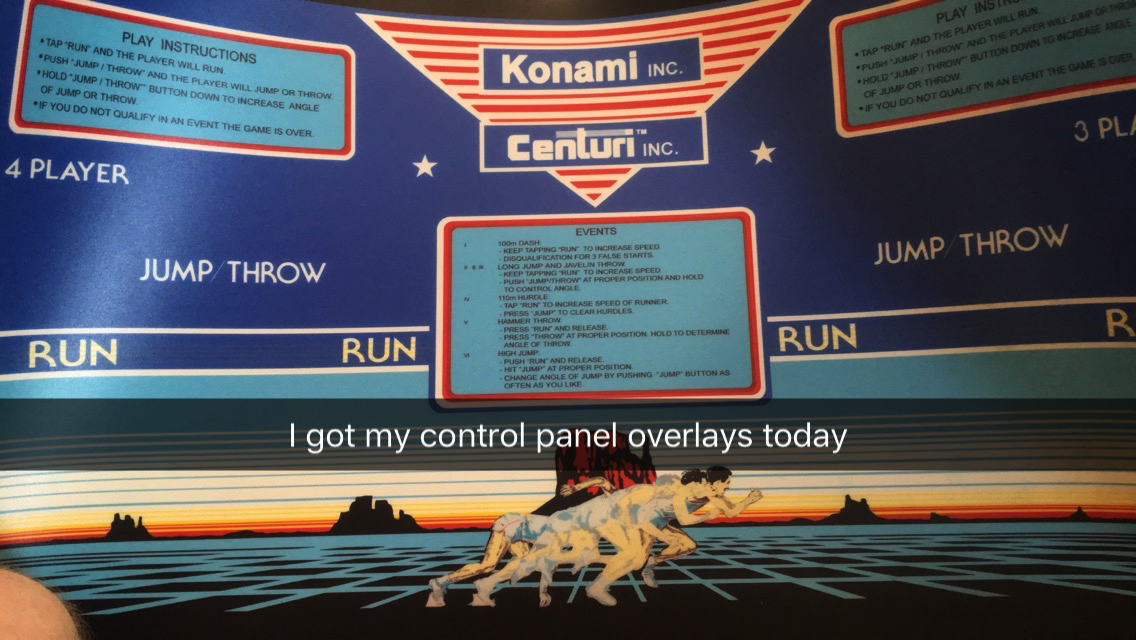 PLAY INSTRUCTIONS
•TAP "RUN" AND THE PLAYER WILL RUN.
•PUSH "JUMP / THROW" AND THE PLAYER WILL JUMP OR THROW.
•HOLD "JUMP / THROW" BUTTON DOWN TO INCREASE ANGLE
OF JUMP OR THROW.
•IF YOU DO NOT QUALIFY IN AN EVENT THE GAME IS OVER.
Konami INC.
Centuri™ INC.
PLAY INSTRUC
•TAP "RUN" AND THE PLAYER WILL RUN.
•PUSH "JUMP / THROW" AND THE PLAYER WILL JUMP OR THRO
•HOLD "JUMP / THROW" BUTTON DOWN TO INCREASE ANGLE
OF JUMP OR THROW.
•IF YOU DO NOT QUALIFY IN AN EVENT THE GAME IS OVER.
4 PLAYER
3 PLA
JUMP/THROW
JUMP/THROW
EVENTS
I 100m DASH:
- KEEP TAPPING "RUN" TO INCREASE SPEED.
- DISQUALIFICATION FOR 3 FALSE STARTS.
II & III LONG JUMP AND JAVELIN THROW.
- KEEP TAPPING "RUN" TO INCREASE SPEED.
- PUSH "JUMP/THROW" AT PROPER POSITION AND HOLD
TO CONTROL ANGLE.
IV 110m HURDLE:
- TAP "RUN" TO INCREASE SPEED OF RUNNER.
- PRESS "JUMP" TO CLEAR HURDLES.
V HAMMER THROW:
- PRESS "RUN" AND RELEASE.
- PRESS "THROW" AT PROPER POSITION. HOLD TO DETERMINE
ANGLE OF THROW.
VI HIGH JUMP:
- PUSH "RUN" AND RELEASE.
- HIT "JUMP" AT PROPER POSITION.
- CHANGE ANGLE OF JUMP BY PUSHING "JUMP" BUTTON AS
OFTEN AS YOU LIKE.
RUN
RUN
RUN
R
I got my control panel overlays today